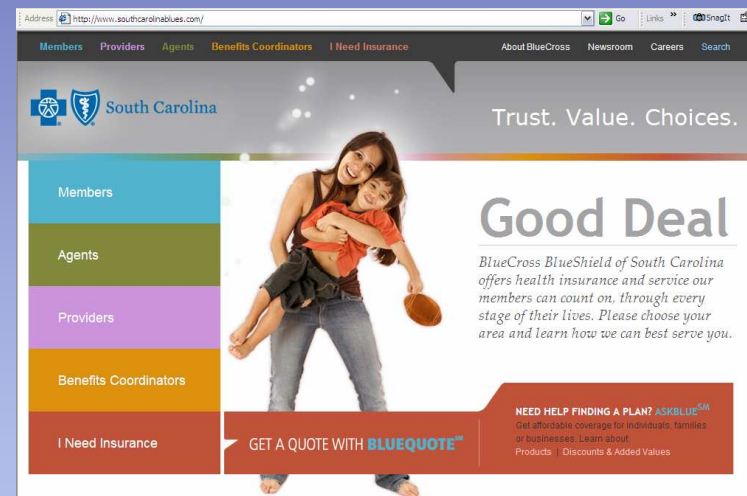 Address http://www.southcarolinablues.com/ Go Links » SnagIt
Members Providers Agents Benefits Coordinators I Need Insurance About BlueCross Newsroom Careers Search
South Carolina
Trust. Value. Choices.
Members
Agents
Providers
Benefits Coordinators
I Need Insurance
Good Deal
BlueCross BlueShield of South Carolina
offers health insurance and service our
members can count on, through every
stage of their lives. Please choose your
area and learn how we can best serve you.
GET A QUOTE WITH BLUEQUOTE℠
NEED HELP FINDING A PLAN? ASKBLUE℠
Get affordable coverage for individuals, families
or businesses. Learn about:
Products | Discounts & Added Values